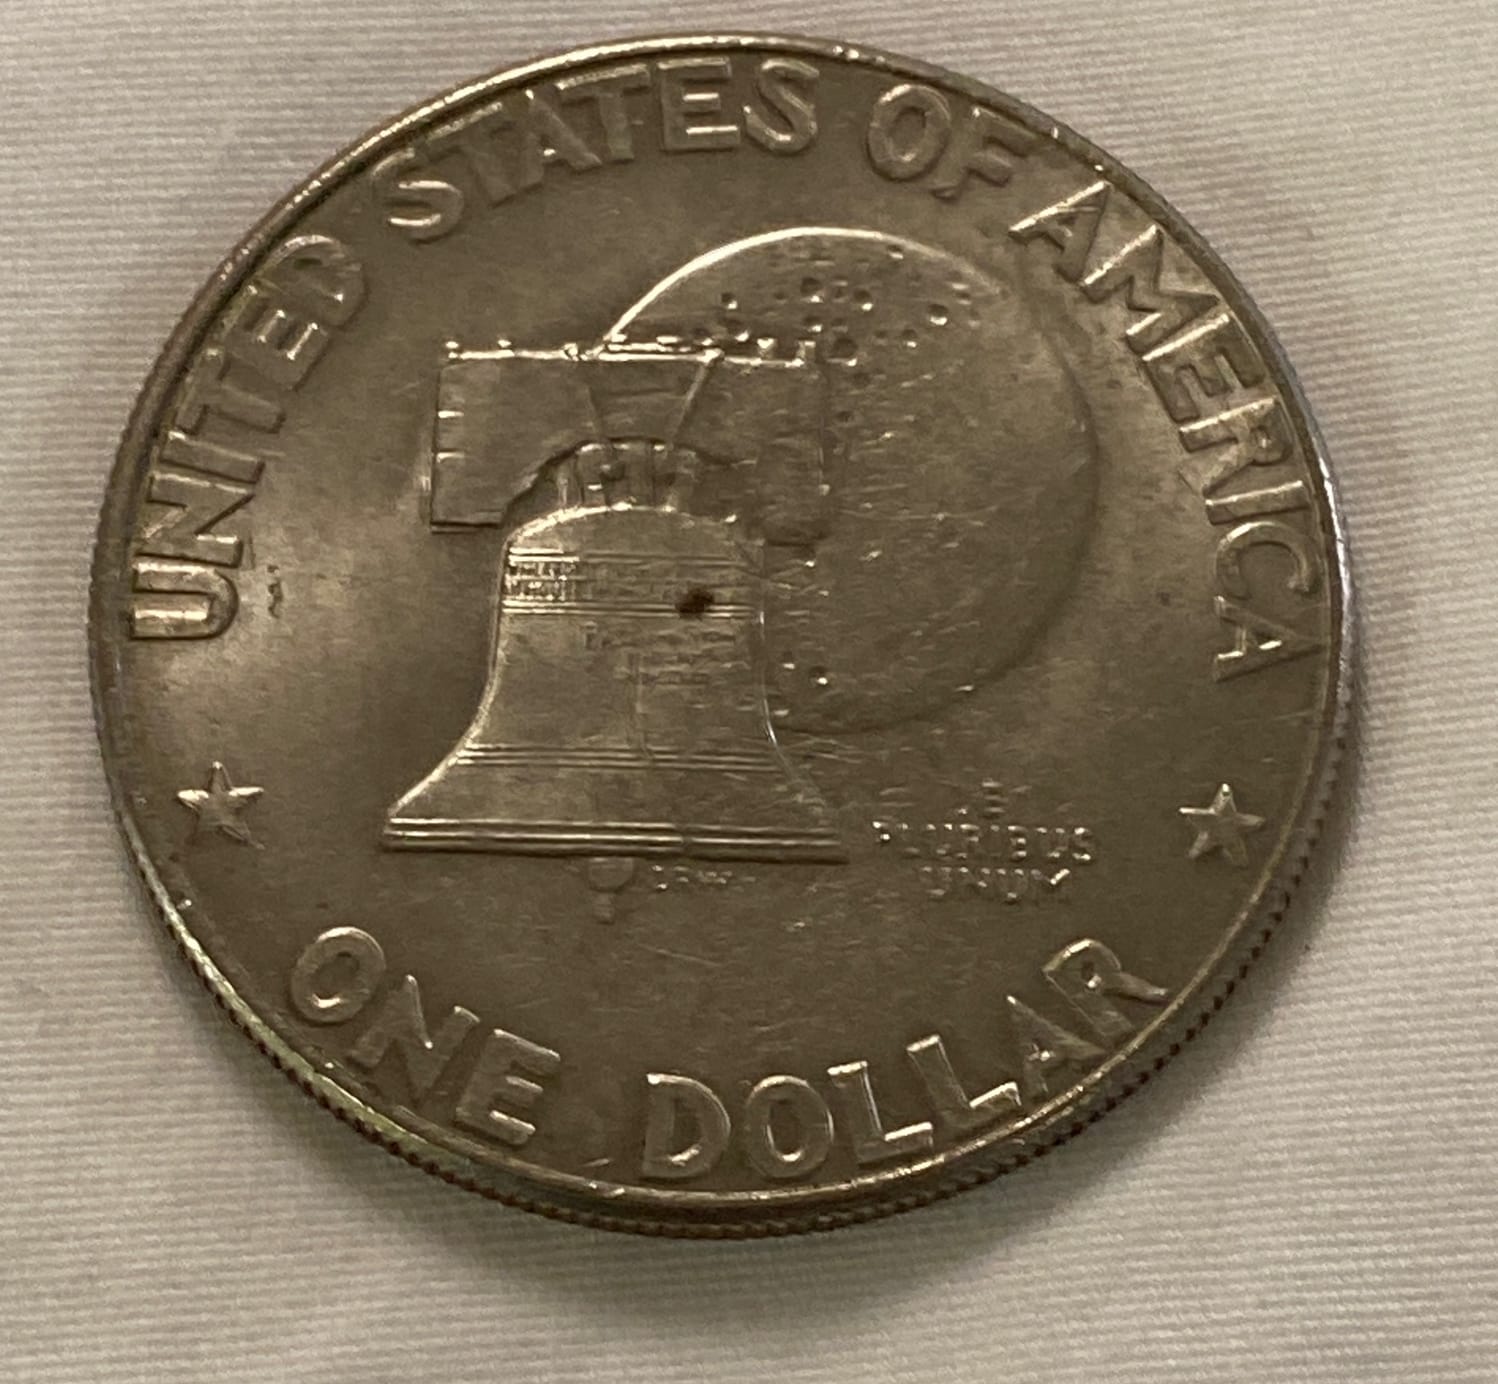 UNITED STATES OF AMERICA
E
PLURIBUS
UNUM
ONE DOLLAR